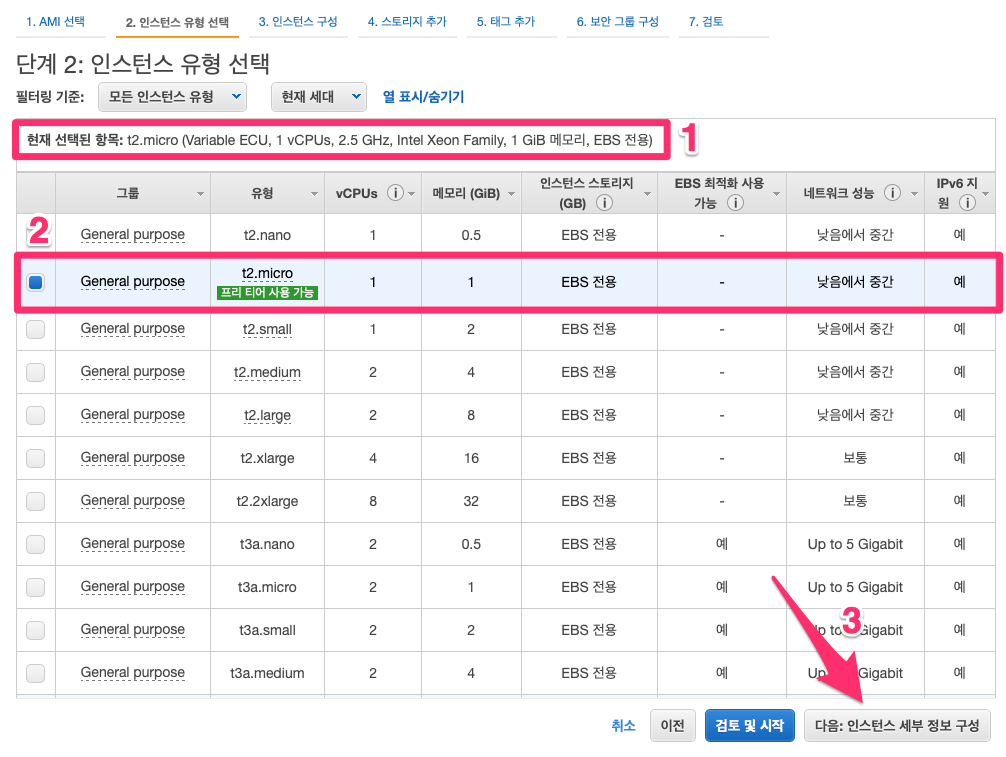 1. AMI 선택 2. 인스턴스 유형 선택 3. 인스턴스 구성 4. 스토리지 추가 5. 태그 추가 6. 보안 그룹 구성 7. 검토
단계 2: 인스턴스 유형 선택
필터링 기준: 모든 인스턴스 유형 현재 세대 열 표시/숨기기
현재 선택된 항목: t2.micro (Variable ECU, 1 vCPUs, 2.5 GHz, Intel Xeon Family, 1 GiB 메모리, EBS 전용) 1
그룹 유형 vCPUs i 메모리 (GiB) 인스턴스 스토리지 (GB) i EBS 최적화 사용 가능 i 네트워크 성능 i IPv6 지원 i
2 General purpose t2.nano 1 0.5 EBS 전용 - 낮음에서 중간 예
General purpose t2.micro 프리 티어 사용 가능 1 1 EBS 전용 - 낮음에서 중간 예
General purpose t2.small 1 2 EBS 전용 - 낮음에서 중간 예
General purpose t2.medium 2 4 EBS 전용 - 낮음에서 중간 예
General purpose t2.large 2 8 EBS 전용 - 낮음에서 중간 예
General purpose t2.xlarge 4 16 EBS 전용 - 보통 예
General purpose t2.2xlarge 8 32 EBS 전용 - 보통 예
General purpose t3a.nano 2 0.5 EBS 전용 예 Up to 5 Gigabit 예
General purpose t3a.micro 2 1 EBS 전용 예 Up to 5 Gigabit 예
General purpose t3a.small 2 2 EBS 전용 예 Up to 5 Gigabit 예
3
General purpose t3a.medium 2 4 EBS 전용 예 Up to 5 Gigabit 예
취소 이전 검토 및 시작 다음: 인스턴스 세부 정보 구성